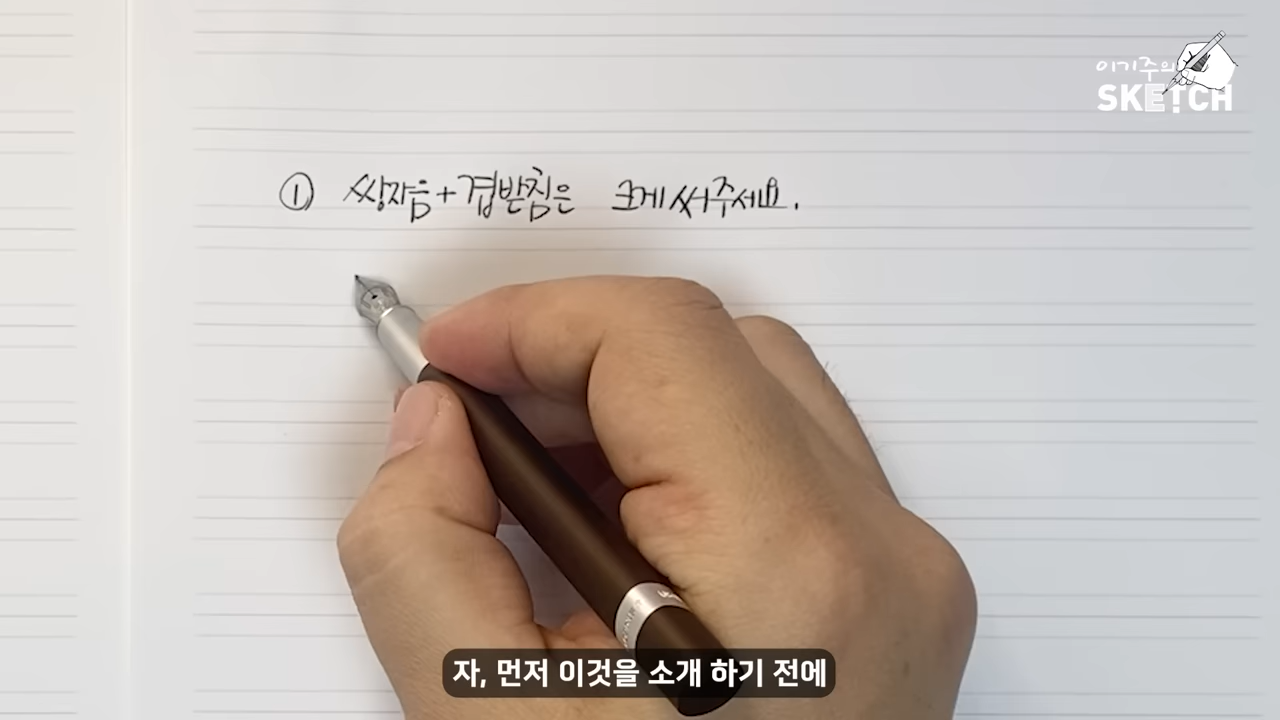 이기주의
SKETCH
① 쌍자음+겹받침은 크게 써주세요.
자, 먼저 이것을 소개 하기 전에